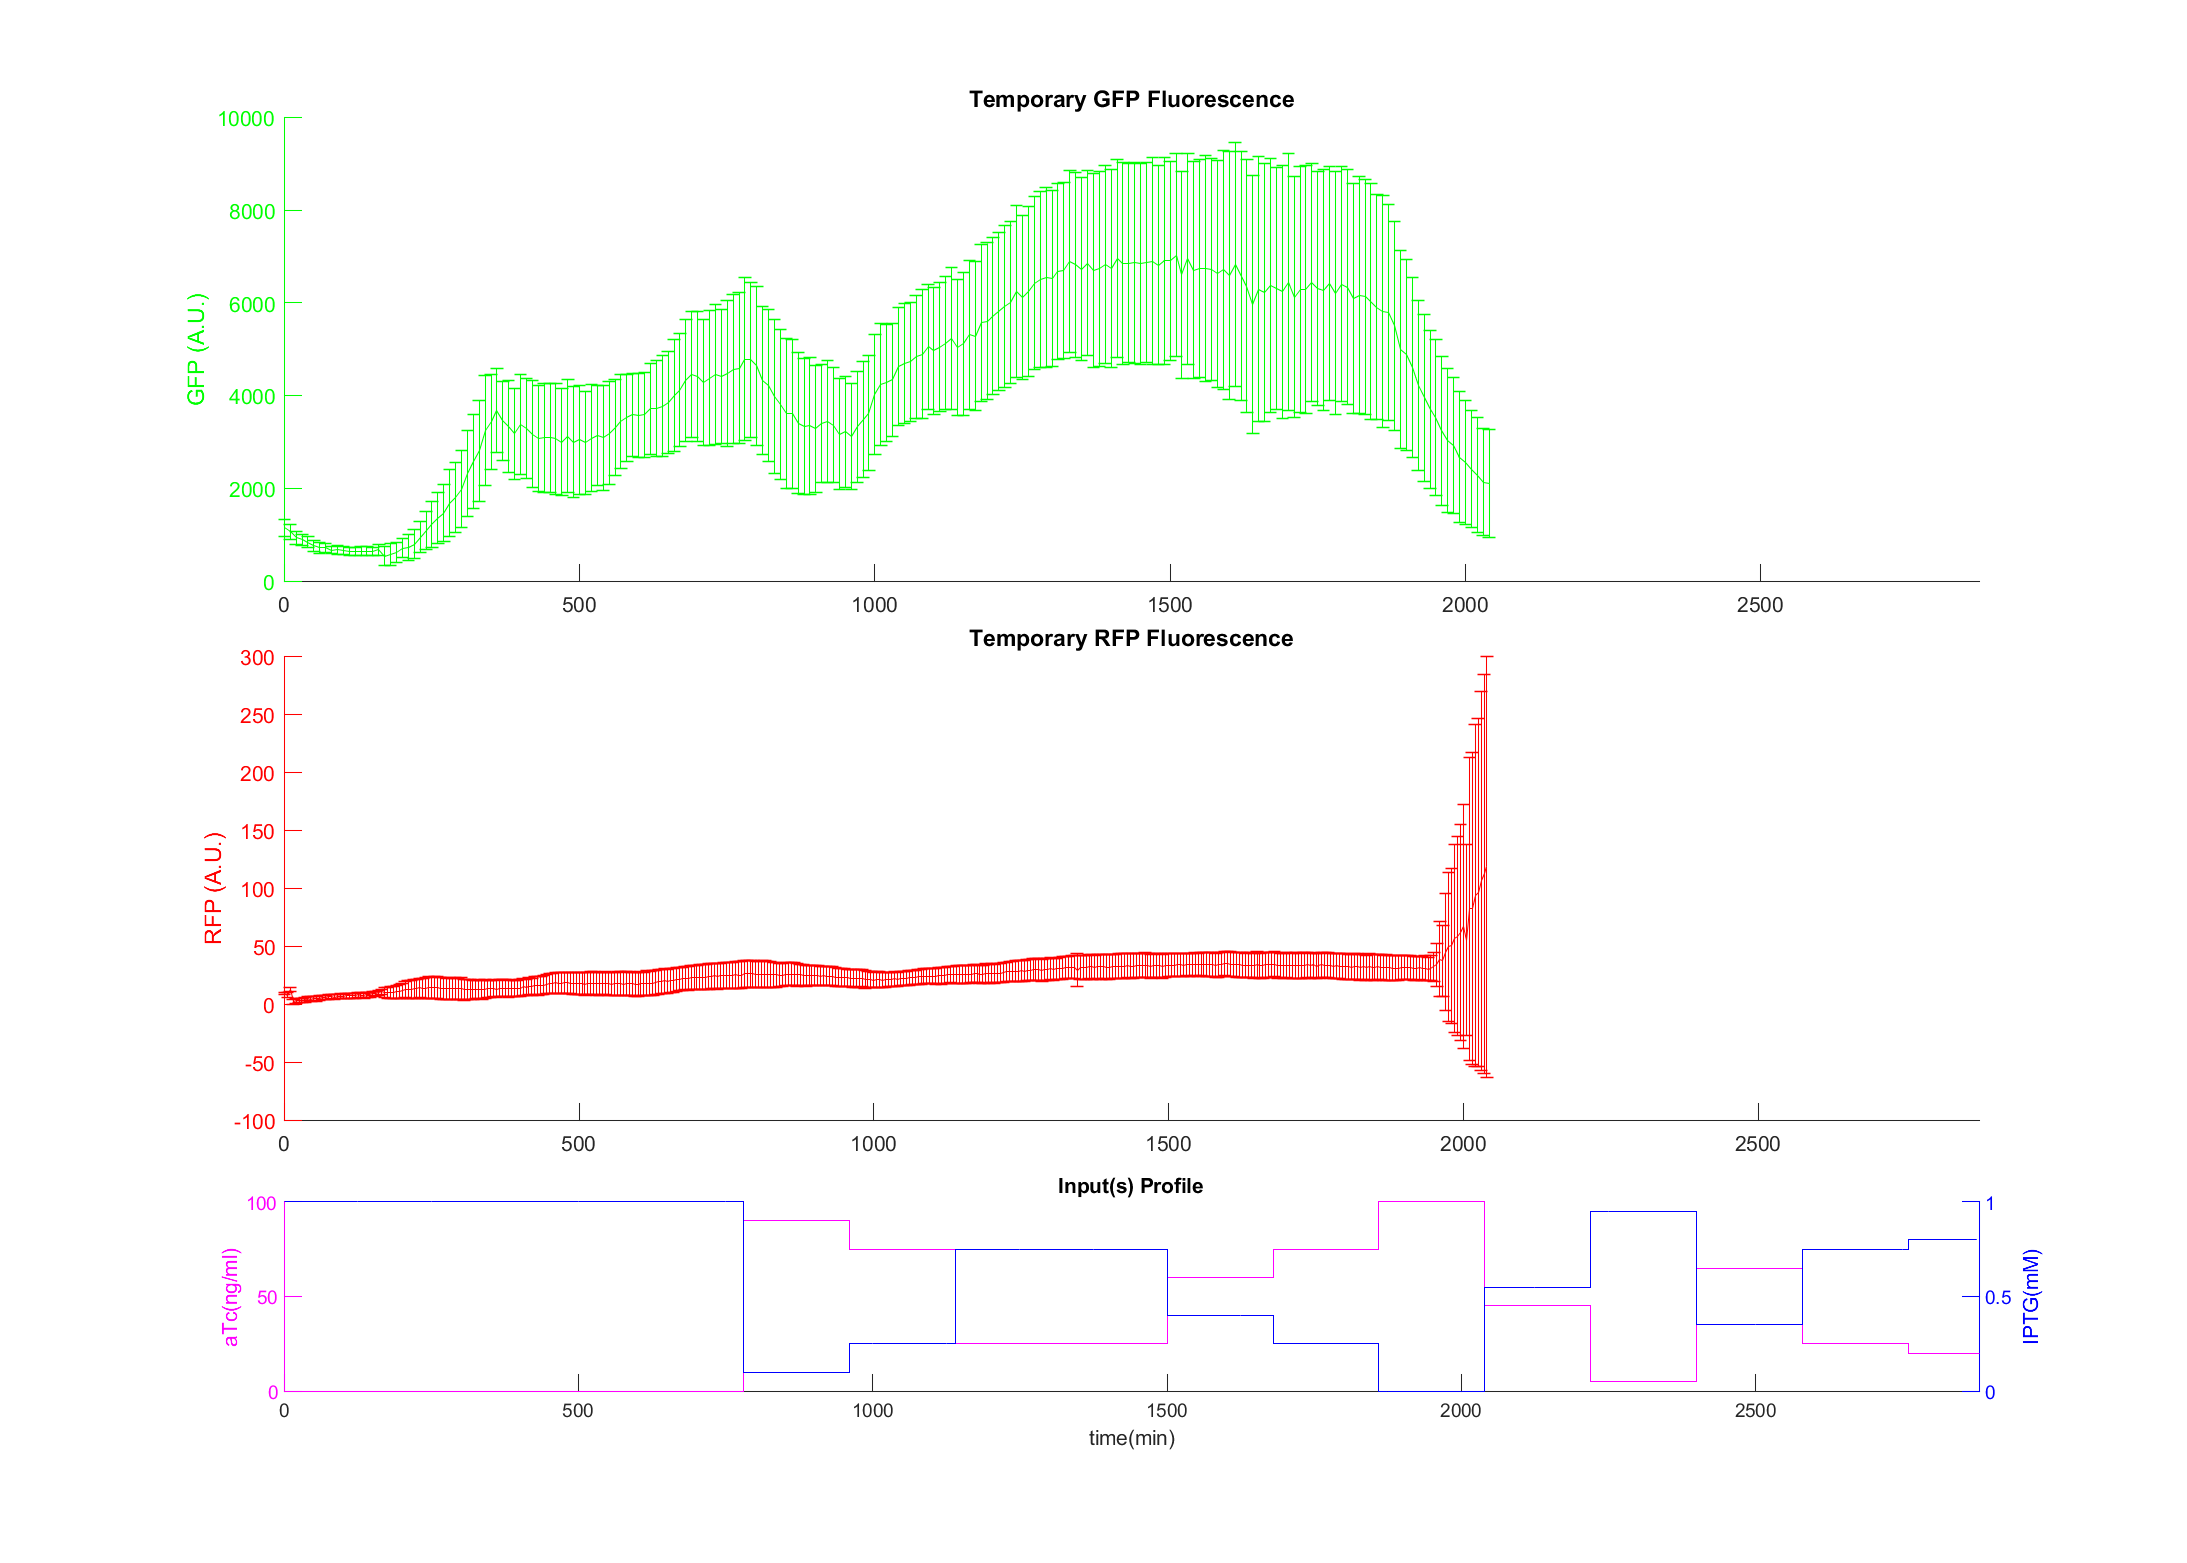 Temporary GFP Fluorescence
10000
8000
6000
4000
2000
0
GFP (A.U.)
0 500 1000 1500 2000 2500
Temporary RFP Fluorescence
300
250
200
150
100
50
0
-50
-100
RFP (A.U.)
0 500 1000 1500 2000 2500
Input(s) Profile
100
50
0
aTc(ng/ml)
1
0.5
0
IPTG(mM)
0 500 1000 1500 2000 2500
time(min)